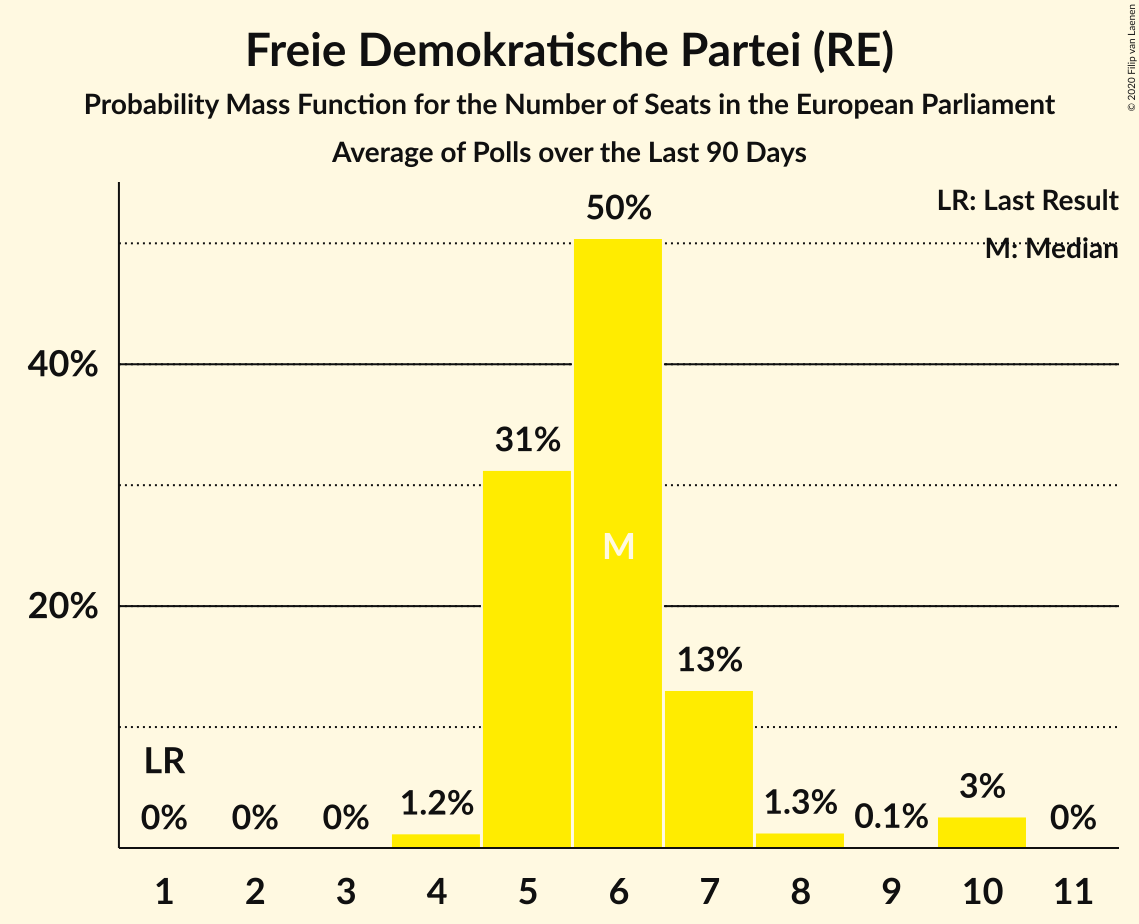 Freie Demokratische Partei (RE)
Probability Mass Function for the Number of Seats in the European Parliament
Average of Polls over the Last 90 Days
© 2020 Filip van Laenen
LR: Last Result
M: Median
50%
40%
31%
M
20%
13%
LR
0%
0%
0%
1.2%
1.3%
0.1%
3%
0%
1 2 3 4 5 6 7 8 9 10 11